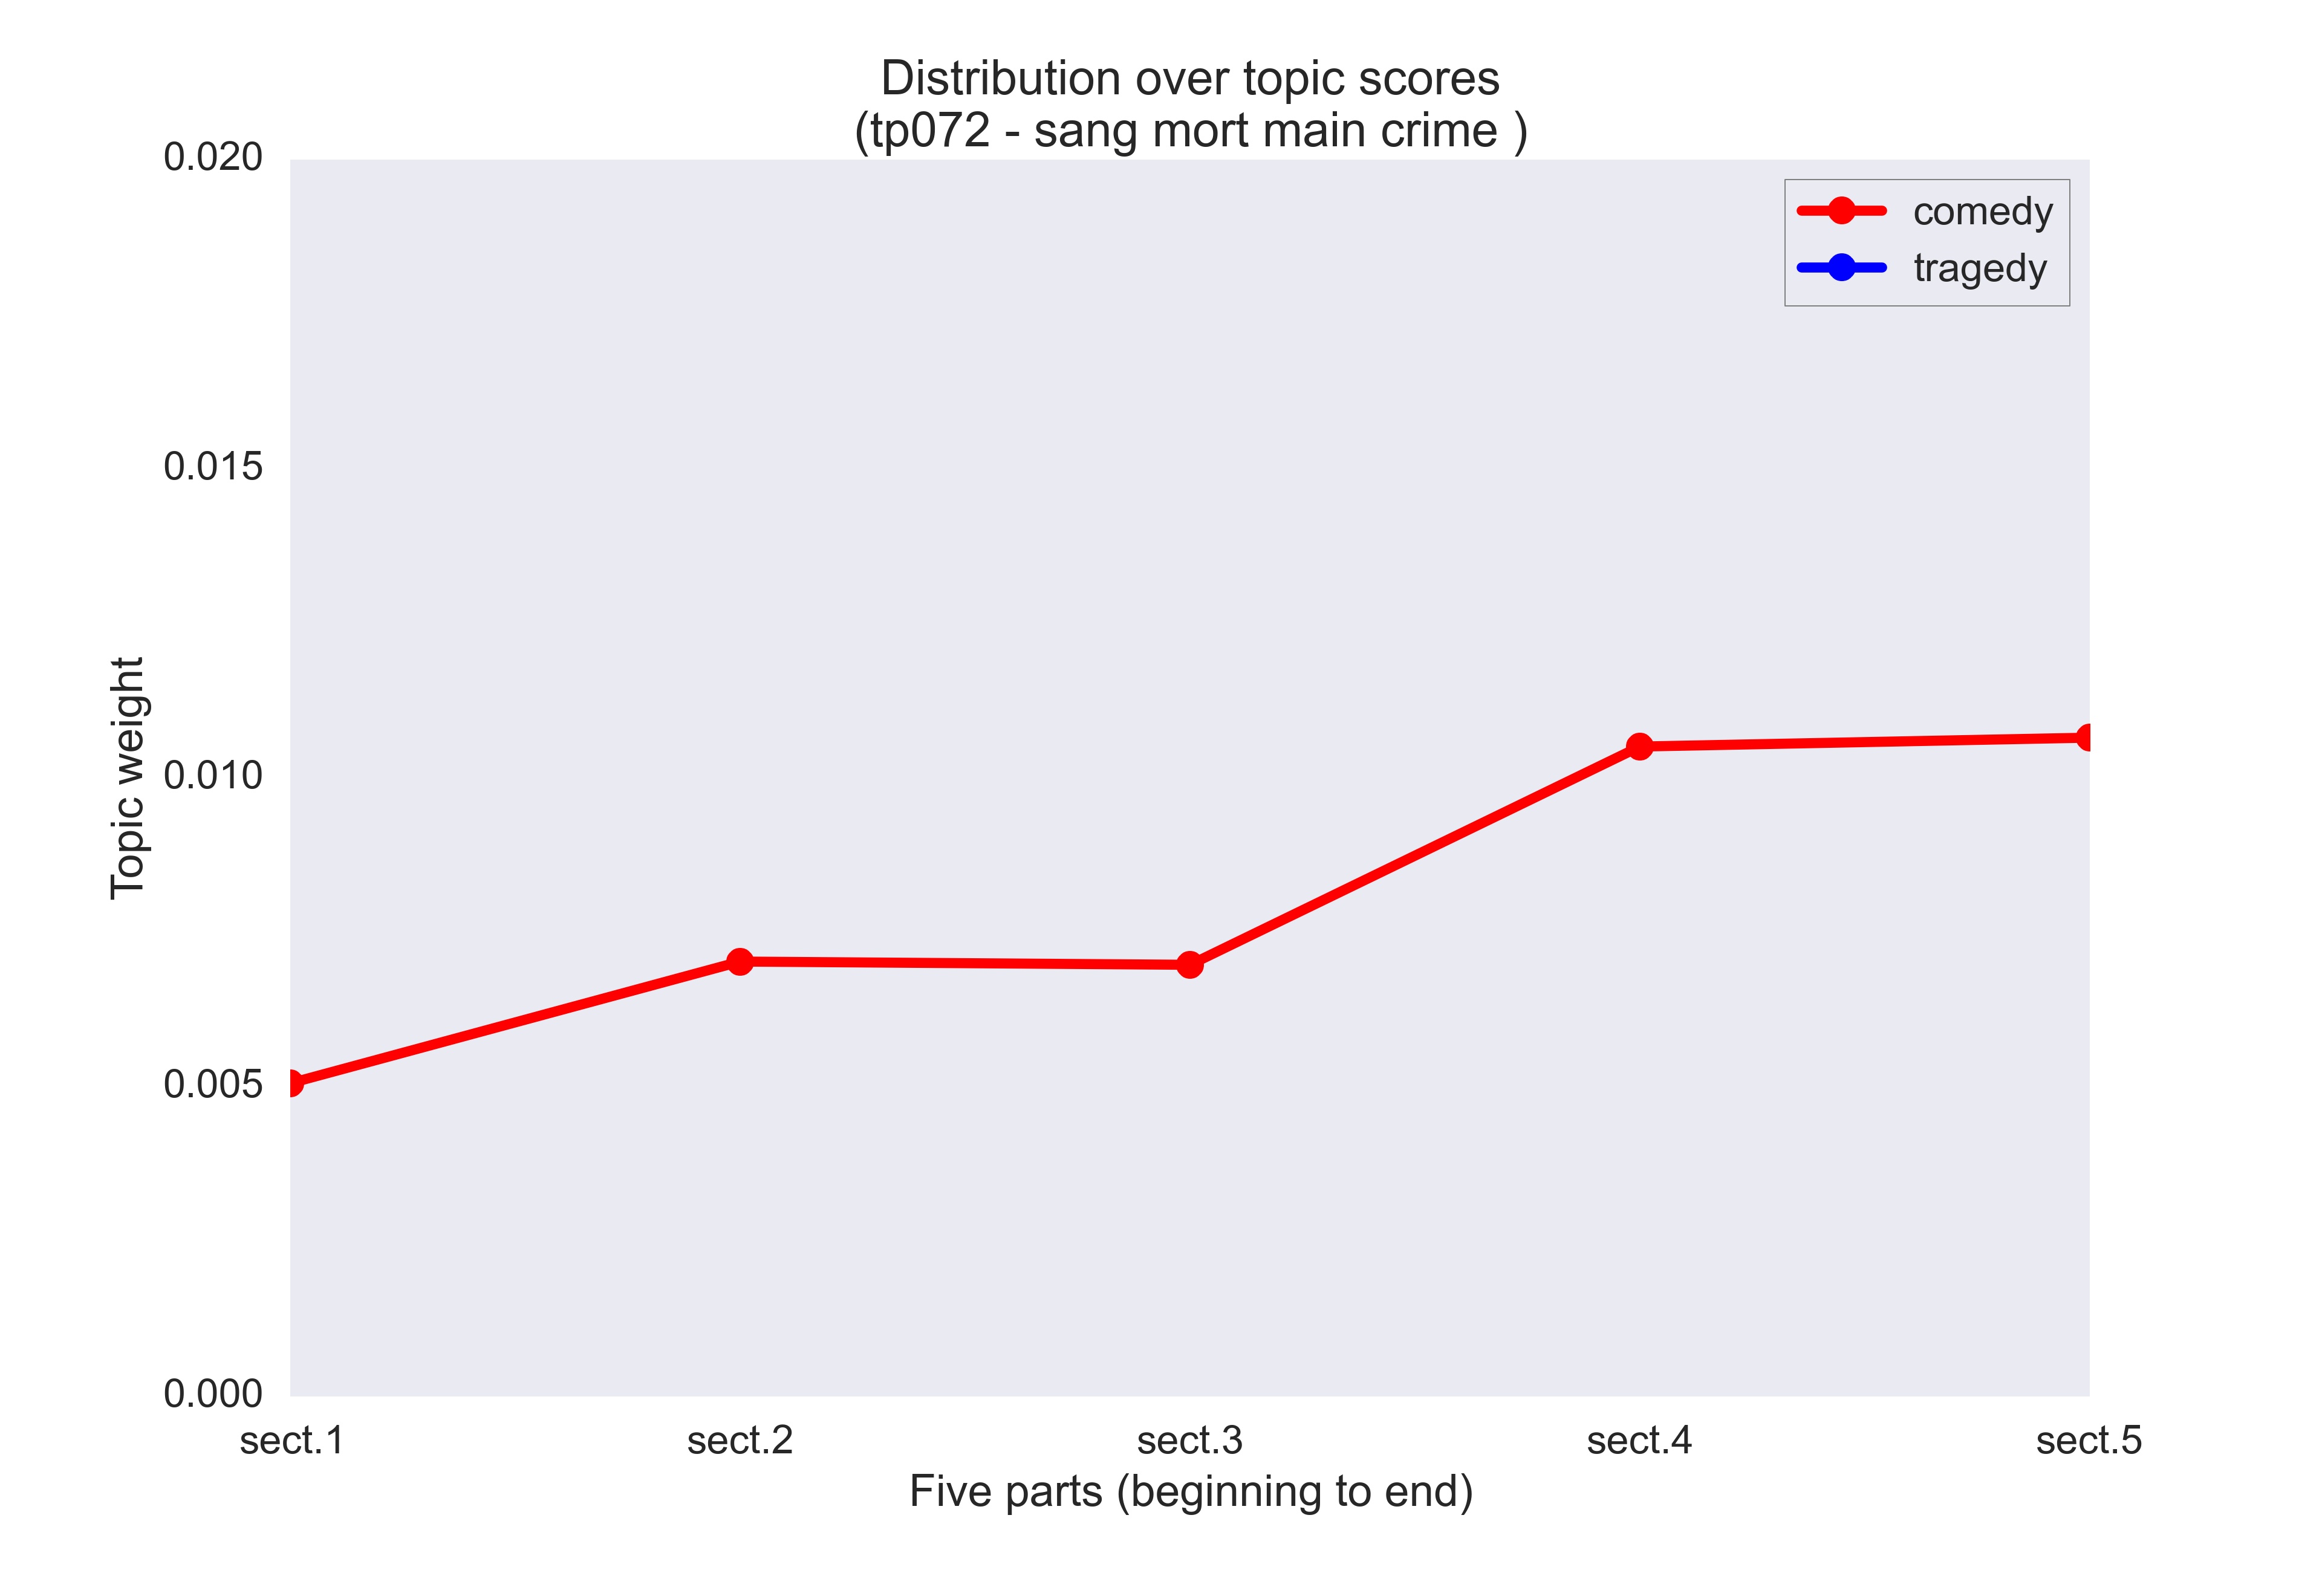 Distribution over topic scores
(tp072 - sang mort main crime )
comedy
tragedy
Topic weight
0.020
0.015
0.010
0.005
0.000
sect.1
sect.2
sect.3
sect.4
sect.5
Five parts (beginning to end)